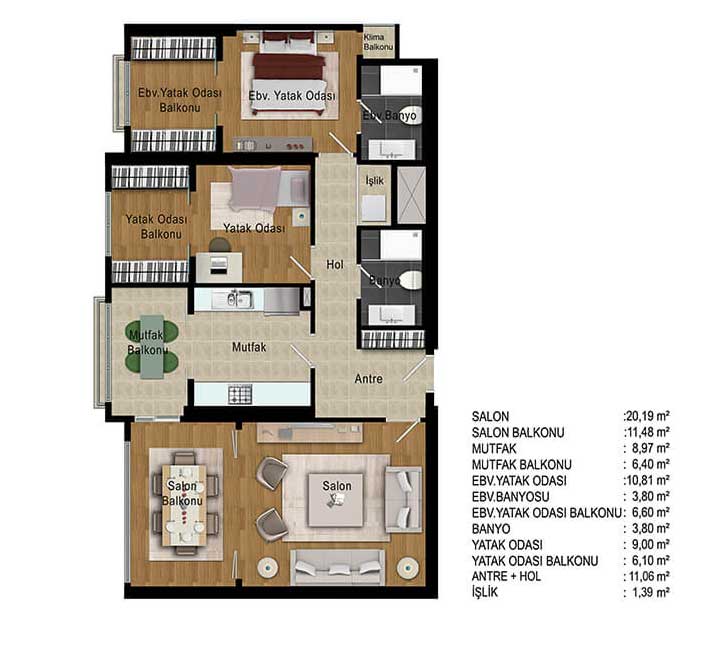 Klima
Balkonu
Ebv.Yatak Odası
Balkonu
Ebv. Yatak Odası
Ebv.Banyo
İşlik
Yatak Odası
Balkonu
Yatak Odası
Hol
Banyo
Mutfak
Balkonu
Mutfak
Antre
Salon
Balkonu
Salon
SALON :20,19 m²
SALON BALKONU :11,48 m²
MUTFAK : 8,97 m²
MUTFAK BALKONU : 6,40 m²
EBV.YATAK ODASI :10,81 m²
EBV.BANYOSU : 3,80 m²
EBV.YATAK ODASI BALKONU : 6,60 m²
BANYO : 3,80 m²
YATAK ODASI : 9,00 m²
YATAK ODASI BALKONU : 6,10 m²
ANTRE + HOL : 11,06 m²
İŞLİK : 1,39 m²